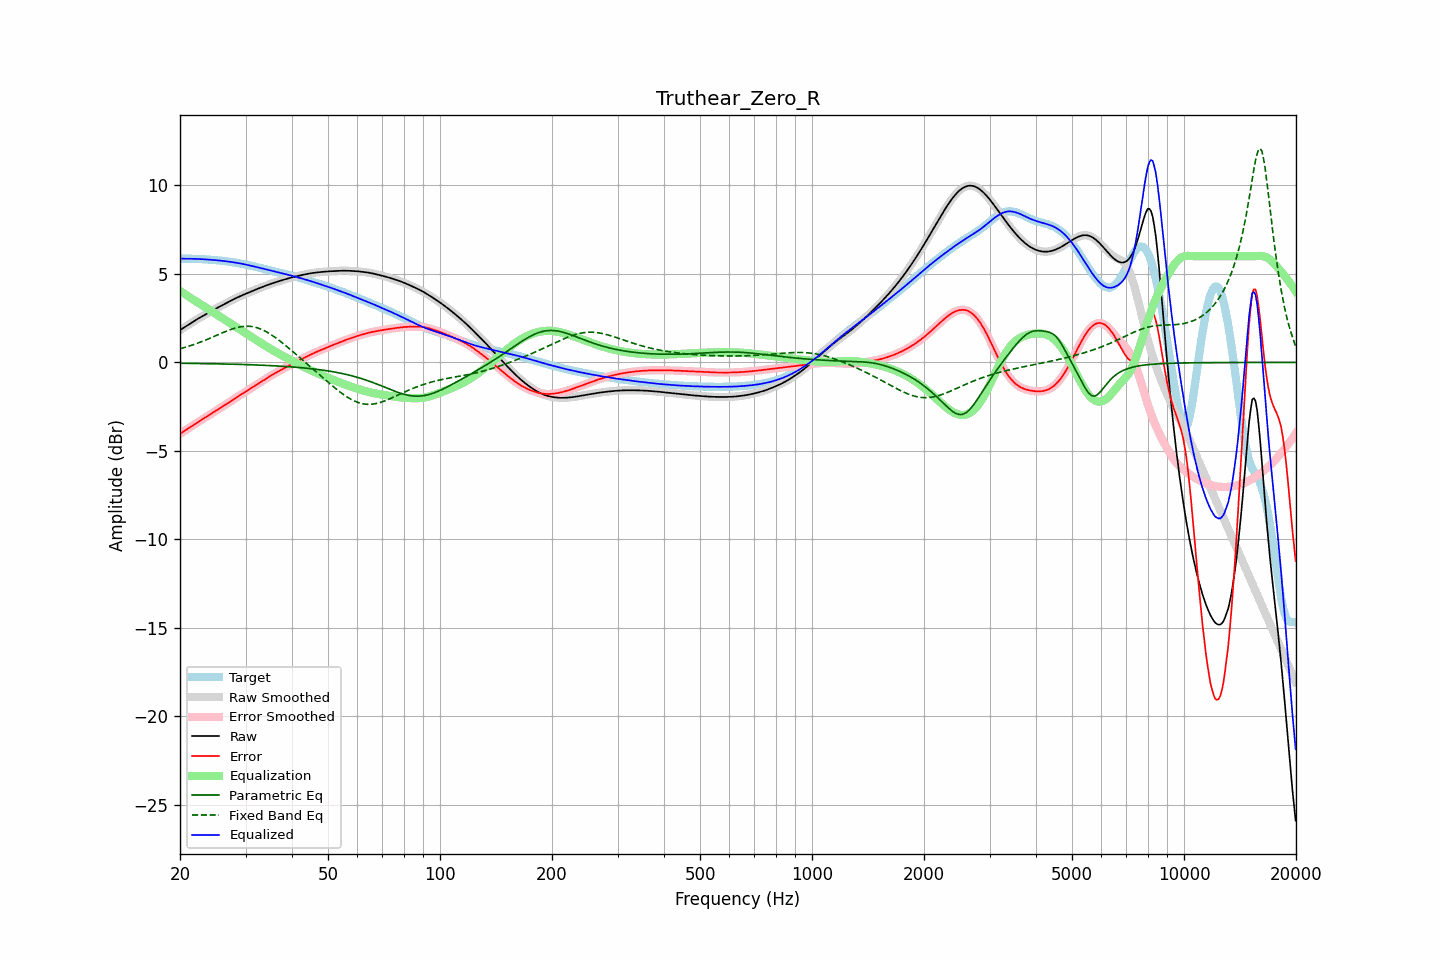 Truthear_Zero_R
Amplitude (dBr)
10
5
0
−5
−10
−15
−20
−25
Target
Raw Smoothed
Error Smoothed
Raw
Error
Equalization
Parametric Eq
Fixed Band Eq
Equalized
20 50 100 200 500 1000 2000 5000 10000 20000
Frequency (Hz)